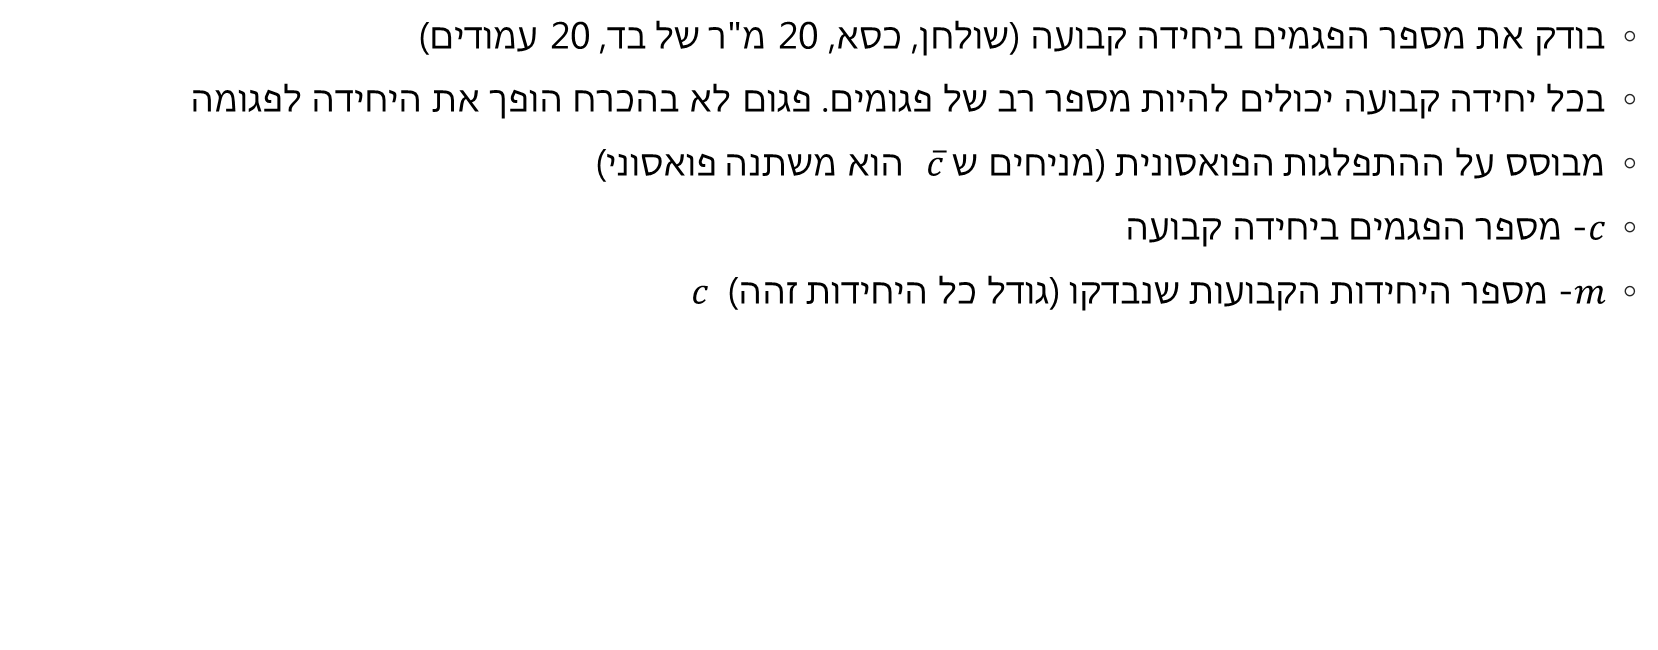 ◦ בודק את מספר הפגמים ביחידה קבועה (שולחן, כסא, 20 מ"ר של בד, 20 עמודים)
◦ בכל יחידה קבועה יכולים להיות מספר רב של פגומים. פגום לא בהכרח הופך את היחידה לפגומה
◦ מבוסס על ההתפלגות הפואסונית (מניחים ש c̄ הוא משתנה פואסוני)
◦ c- מספר הפגמים ביחידה קבועה
◦ m- מספר היחידות הקבועות שנבדקו (גודל כל היחידות זהה) c